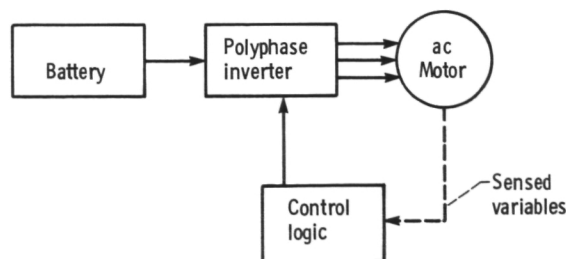 Battery
Polyphase
inverter
ac
Motor
Control
logic
Sensed
variables